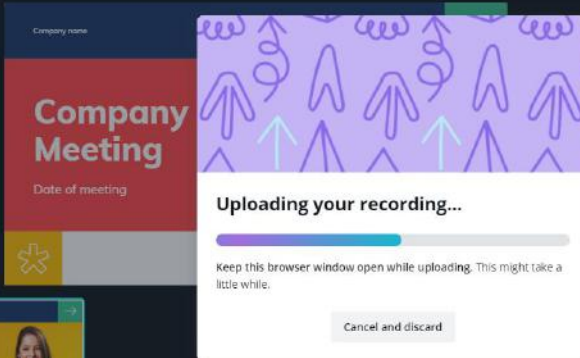 Company name
Company
Meeting
Date of meeting
Uploading your recording...
Keep this browser window open while uploading. This might take a
little while.
Cancel and discard